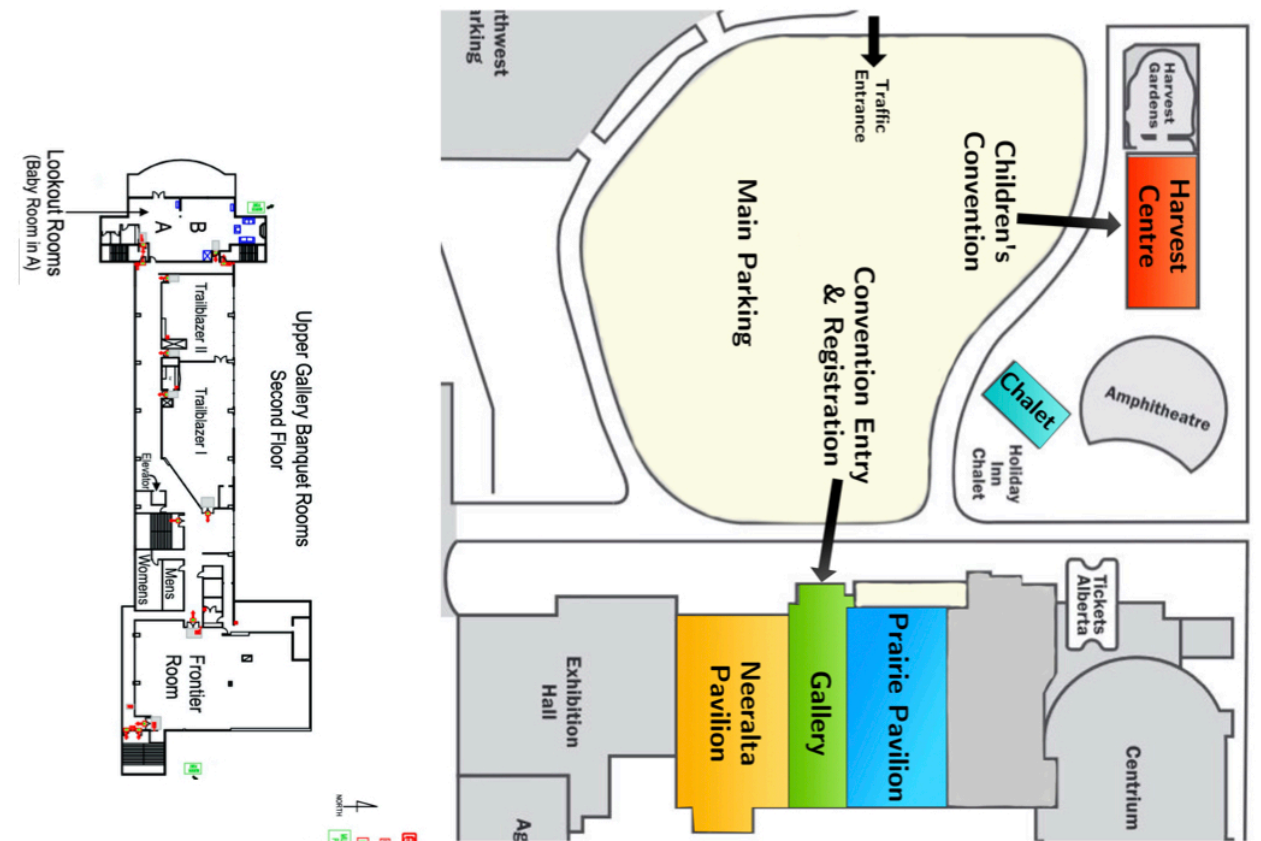 Lookout Rooms
(Baby Room in A)
A
B
Upper Gallery Banquet Rooms
Second Floor
Trailblazer II
Trailblazer I
Elevator
Womens
Mens
Frontier
Room
NORTH
Traffic
Entrance
Children's
Convention
Main Parking
Convention Entry
& Registration
Harvest
Gardens
Harvest
Centre
Chalet
Amphitheatre
Holiday
Inn
Chalet
Tickets
Alberta
Exhibition
Hall
Neeralta
Pavilion
Gallery
Prairie Pavilion
Centrium
Ag